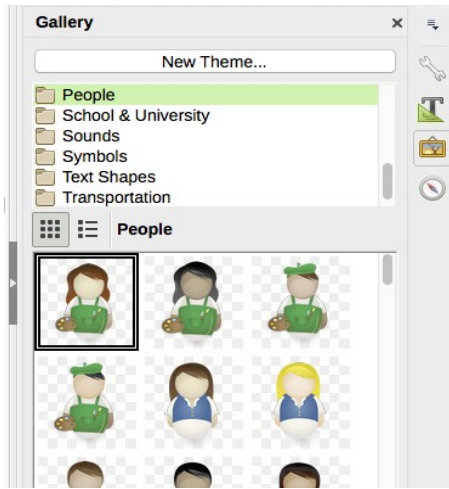 Gallery
New Theme...
People
School & University
Sounds
Symbols
Text Shapes
Transportation
People